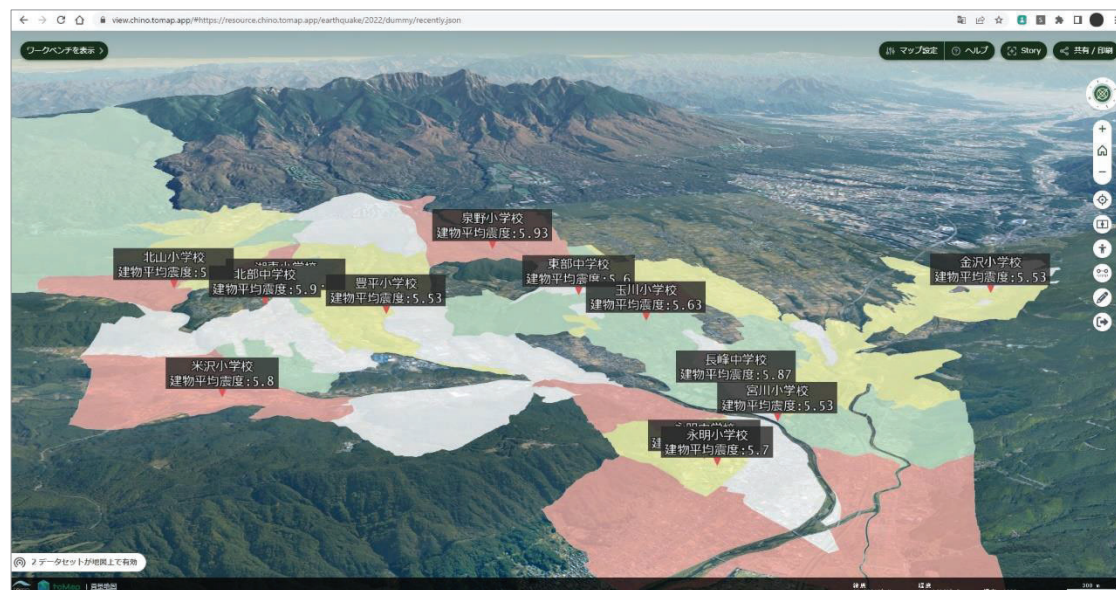 view.chino.tomap.app/#https://resource.chino.tomap.app/earthquake/2022/dummy/recently.json
ワークベンチを表示
マップ設定
ヘルプ
Story
共有 / 印刷
泉野小学校
建物平均震度:5.93
北山小学校
建物平均震度:5
北部中学校
建物平均震度:5.9
豊平小学校
建物平均震度:5.53
東部中学校
建物平均震度:5.6
玉川小学校
建物平均震度:5.63
金沢小学校
建物平均震度:5.53
米沢小学校
建物平均震度:5.8
長峰中学校
建物平均震度:5.87
宮川小学校
建物平均震度:5.53
永明小学校
建物平均震度:5.7
2 データセットが地図上で有効
toMap